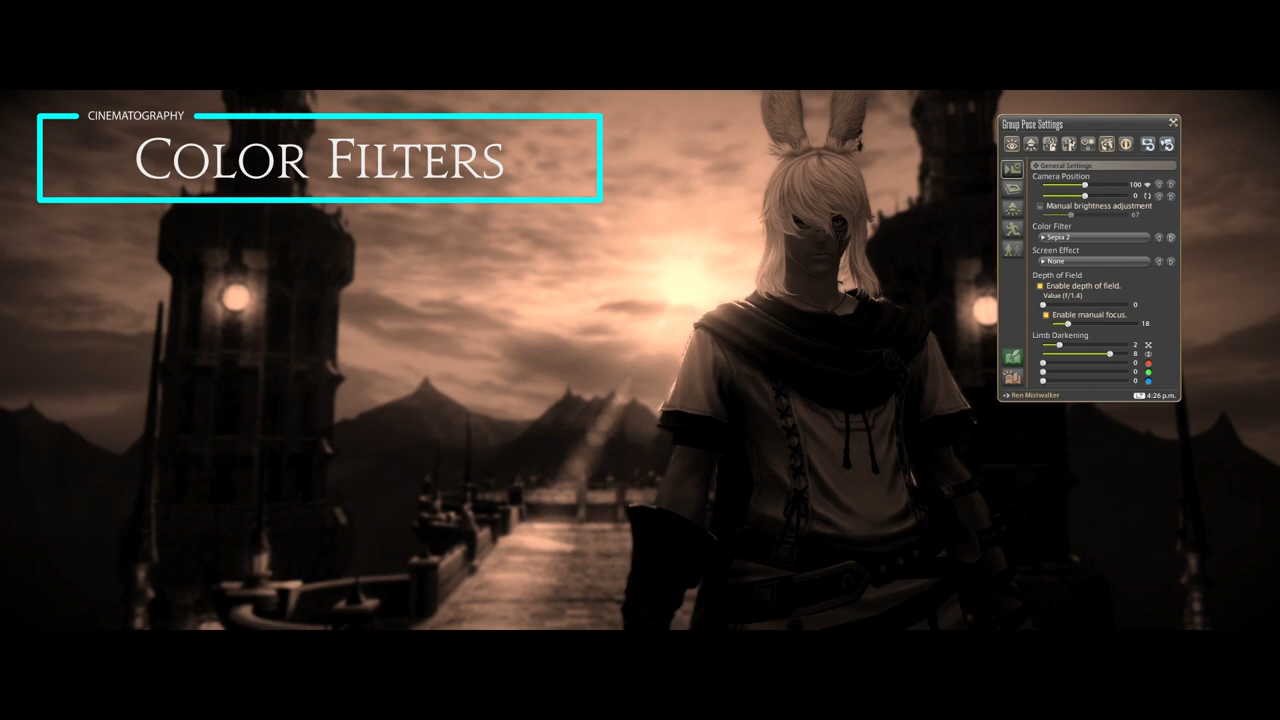 CINEMATOGRAPHY
COLOR FILTERS
Group Pose Settings
General Settings
Camera Position
100
0
Manual brightness adjustment
67
Color Filter
Sepia 2
Screen Effect
None
Depth of Field
Enable depth of field.
Value (f/1.4)
0
Enable manual focus.
18
Limb Darkening
2
8
0
0
0
Ren Mistwalker
LT 4:26 p.m.